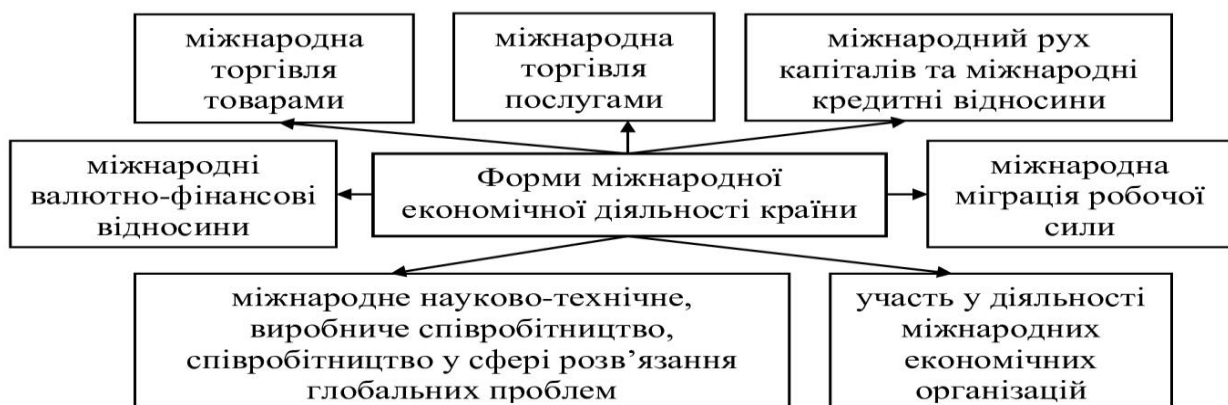 міжнародна
торгівля
товарами
міжнародна
торгівля
послугами
міжнародний рух
капіталів та міжнародні
кредитні відносини
міжнародні
валютно-фінансові
відносини
Форми міжнародної
економічної діяльності країни
міжнародна
міграція робочої
сили
міжнародне науково-технічне,
виробниче співробітництво,
співробітництво у сфері розв’язання
глобальних проблем
участь у діяльності
міжнародних
економічних
організацій